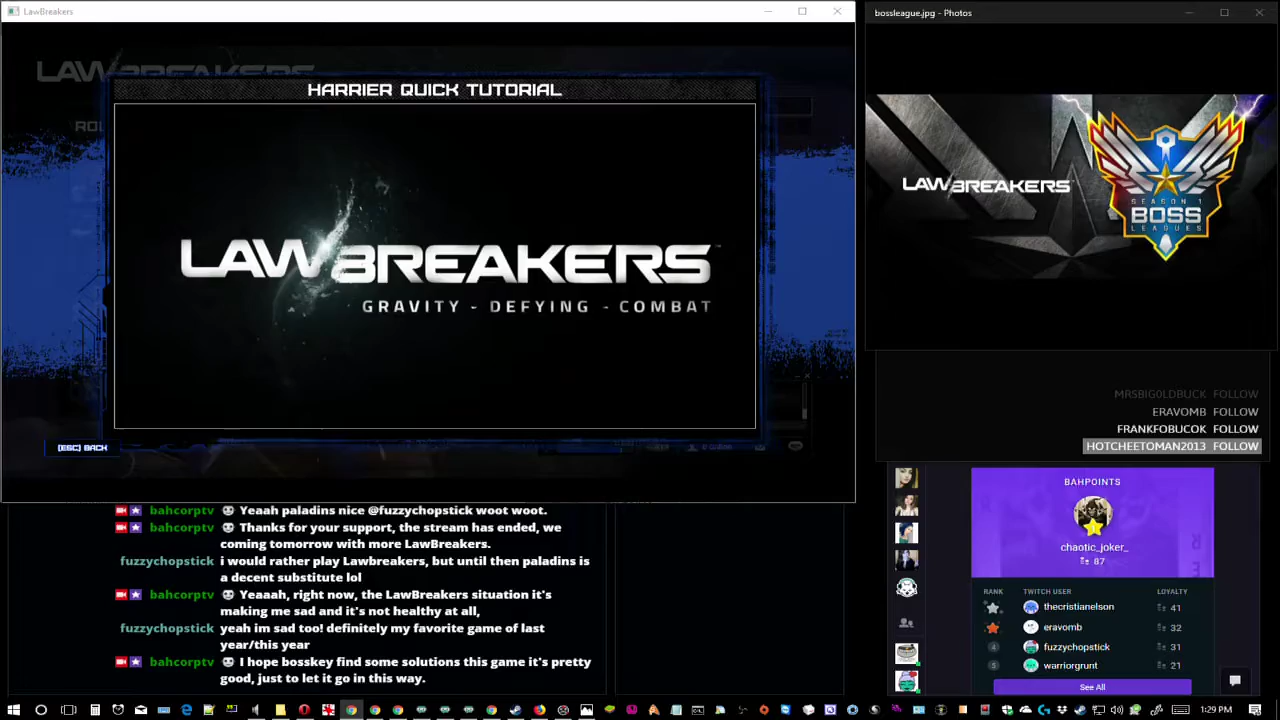 LawBreakers
bossleague.jpg - Photos
HARRIER QUICK TUTORIAL
LAWBREAKERS
GRAVITY - DEFYING - COMBAT
[ESC] BACK
LAWBREAKERS
SEASON 1
BOSS
LEAGUES
MRSBIG0LDBUCK FOLLOW
ERAVOMB FOLLOW
FRANKFOBUCOK FOLLOW
HOTCHEETOMAN2013 FOLLOW
bahcorptv Yeaah paladins nice @fuzzychopstick woot woot.
bahcorptv Thanks for your support, the stream has ended, we
coming tomorrow with more LawBreakers.
fuzzychopstick i would rather play Lawbreakers, but until then paladins is
a decent substitute lol
bahcorptv Yeaaah, right now, the LawBreakers situation it's
making me sad and it's not healthy at all,
fuzzychopstick yeah im sad too! definitely my favorite game of last
year/this year
bahcorptv I hope bosskey find some solutions this game it's pretty
good, just to let it go in this way.
BAHPOINTS
chaotic_joker_
87
RANK TWITCH USER LOYALTY
thecristianelson 41
eravomb 32
4 fuzzychopstick 31
5 warriorgrunt 21
See All
1:29 PM